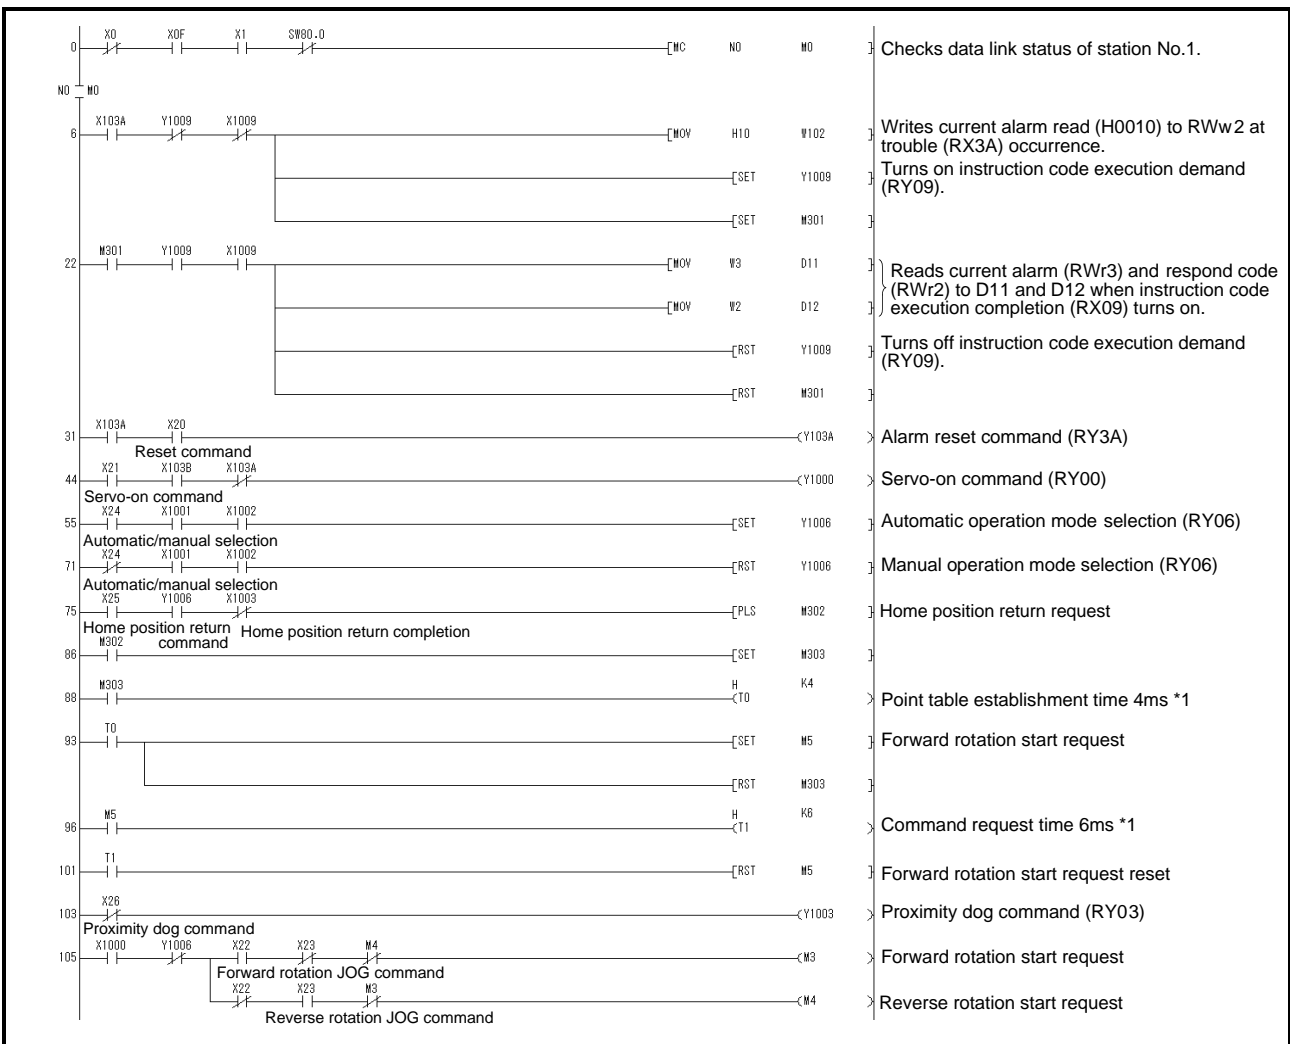 X0 X0F X1 SW80.0
0 MC N0 M0 Checks data link status of station No.1.
N0 M0
X103A Y1009 X1009
6 MOV H10 W102 Writes current alarm read (H0010) to RWw2 at
trouble (RX3A) occurrence.
SET Y1009 Turns on instruction code execution demand
(RY09).
SET M301
M301 Y1009 X1009
22 MOV W3 D11 Reads current alarm (RWr3) and respond code
MOV W2 D12 (RWr2) to D11 and D12 when instruction code
execution completion (RX09) turns on.
RST Y1009 Turns off instruction code execution demand
(RY09).
RST M301
X103A X20
31 Y103A Alarm reset command (RY3A)
Reset command
X21 X103B X103A
44 Y1000 Servo-on command (RY00)
Servo-on command
X24 X1001 X1002
55 SET Y1006 Automatic operation mode selection (RY06)
Automatic/manual selection
X24 X1001 X1002
71 RST Y1006 Manual operation mode selection (RY06)
Automatic/manual selection
X25 Y1006 X1003
75 PLS M302 Home position return request
Home position return command Home position return completion
M302
86 SET M303
M303 H K4
88 T0 Point table establishment time 4ms *1
T0
93 SET M5 Forward rotation start request
RST M303
M5 H K6
96 T1 Command request time 6ms *1
T1
101 RST M5 Forward rotation start request reset
X26
103 Y1003 Proximity dog command (RY03)
Proximity dog command
X1000 Y1006 X22 X23 M4
105 M3 Forward rotation start request
Forward rotation JOG command
X22 X23 M3
M4 Reverse rotation start request
Reverse rotation JOG command